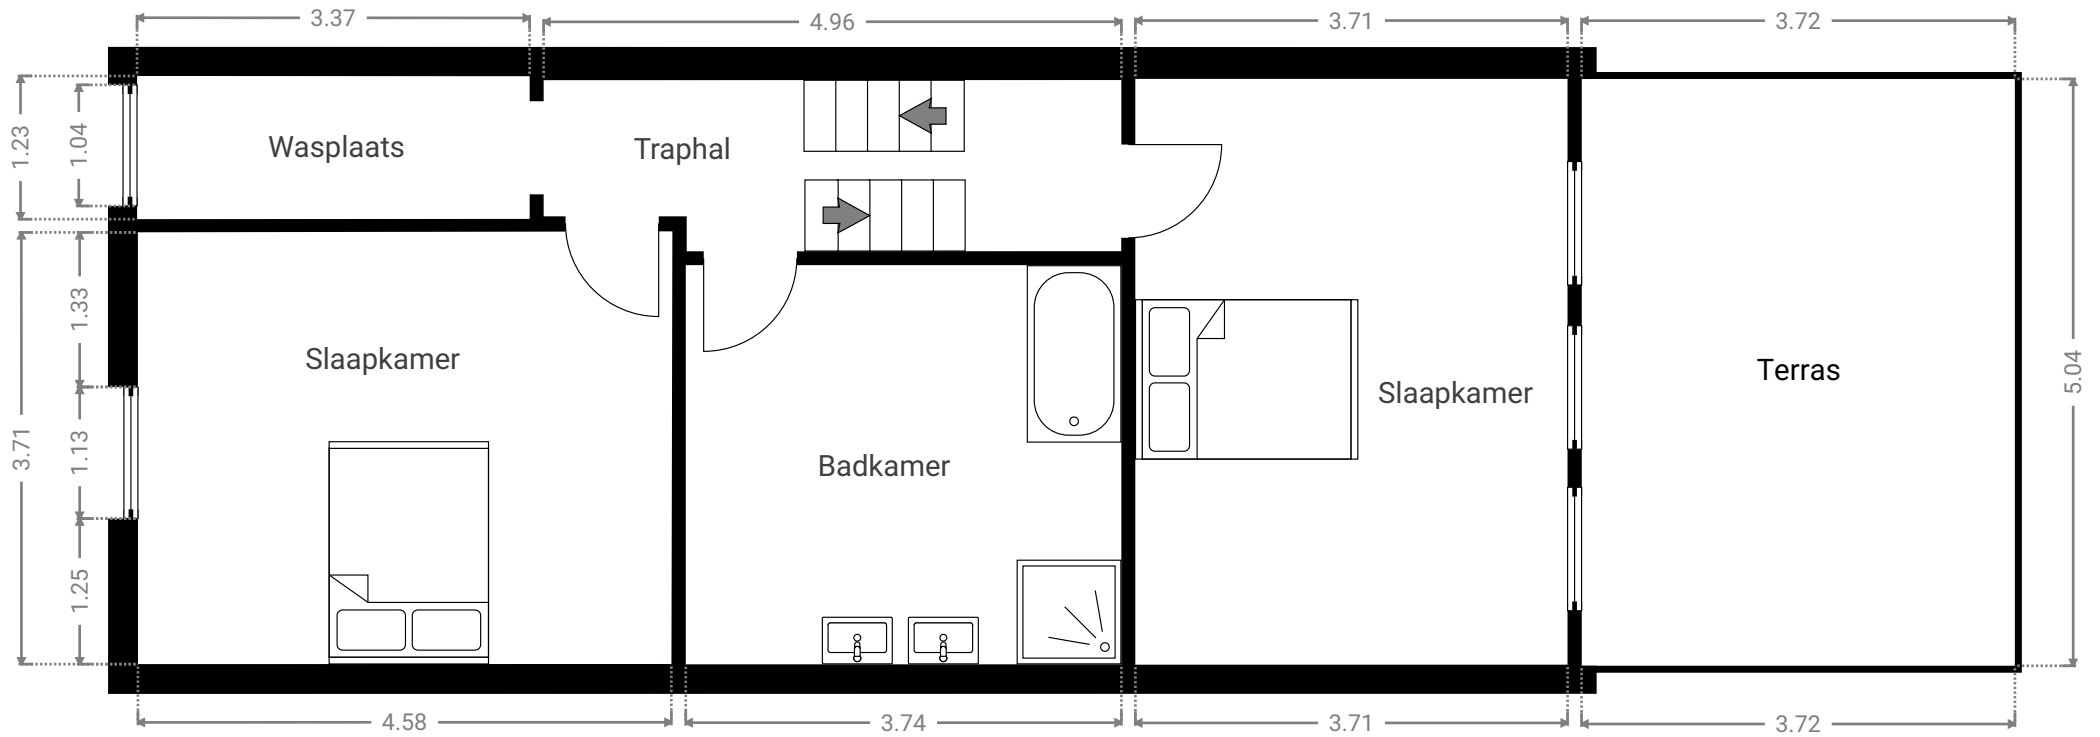 3.37
4.96
3.71
3.72
1.23
1.04
Wasplaats
Traphal
1.33
Slaapkamer
Slaapkamer
Terras
5.04
3.71
1.13
Badkamer
1.25
4.58
3.74
3.71
3.72